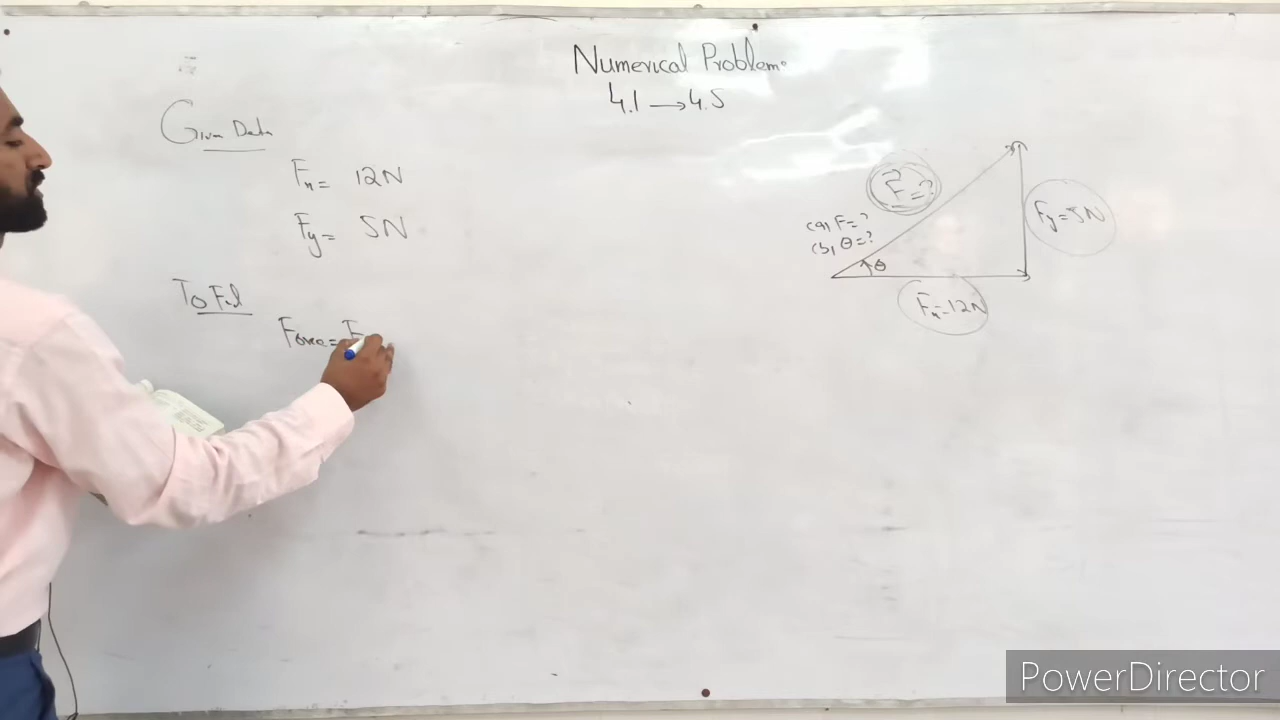 Numerical Problem:
4.1 → 4.5
Given Data
Fx = 12N
Fy = 5N
To Find
Force = F
F = ?
(a) F = ?
(b) θ = ?
θ
Fy = 5N
Fx = 12N
PowerDirector